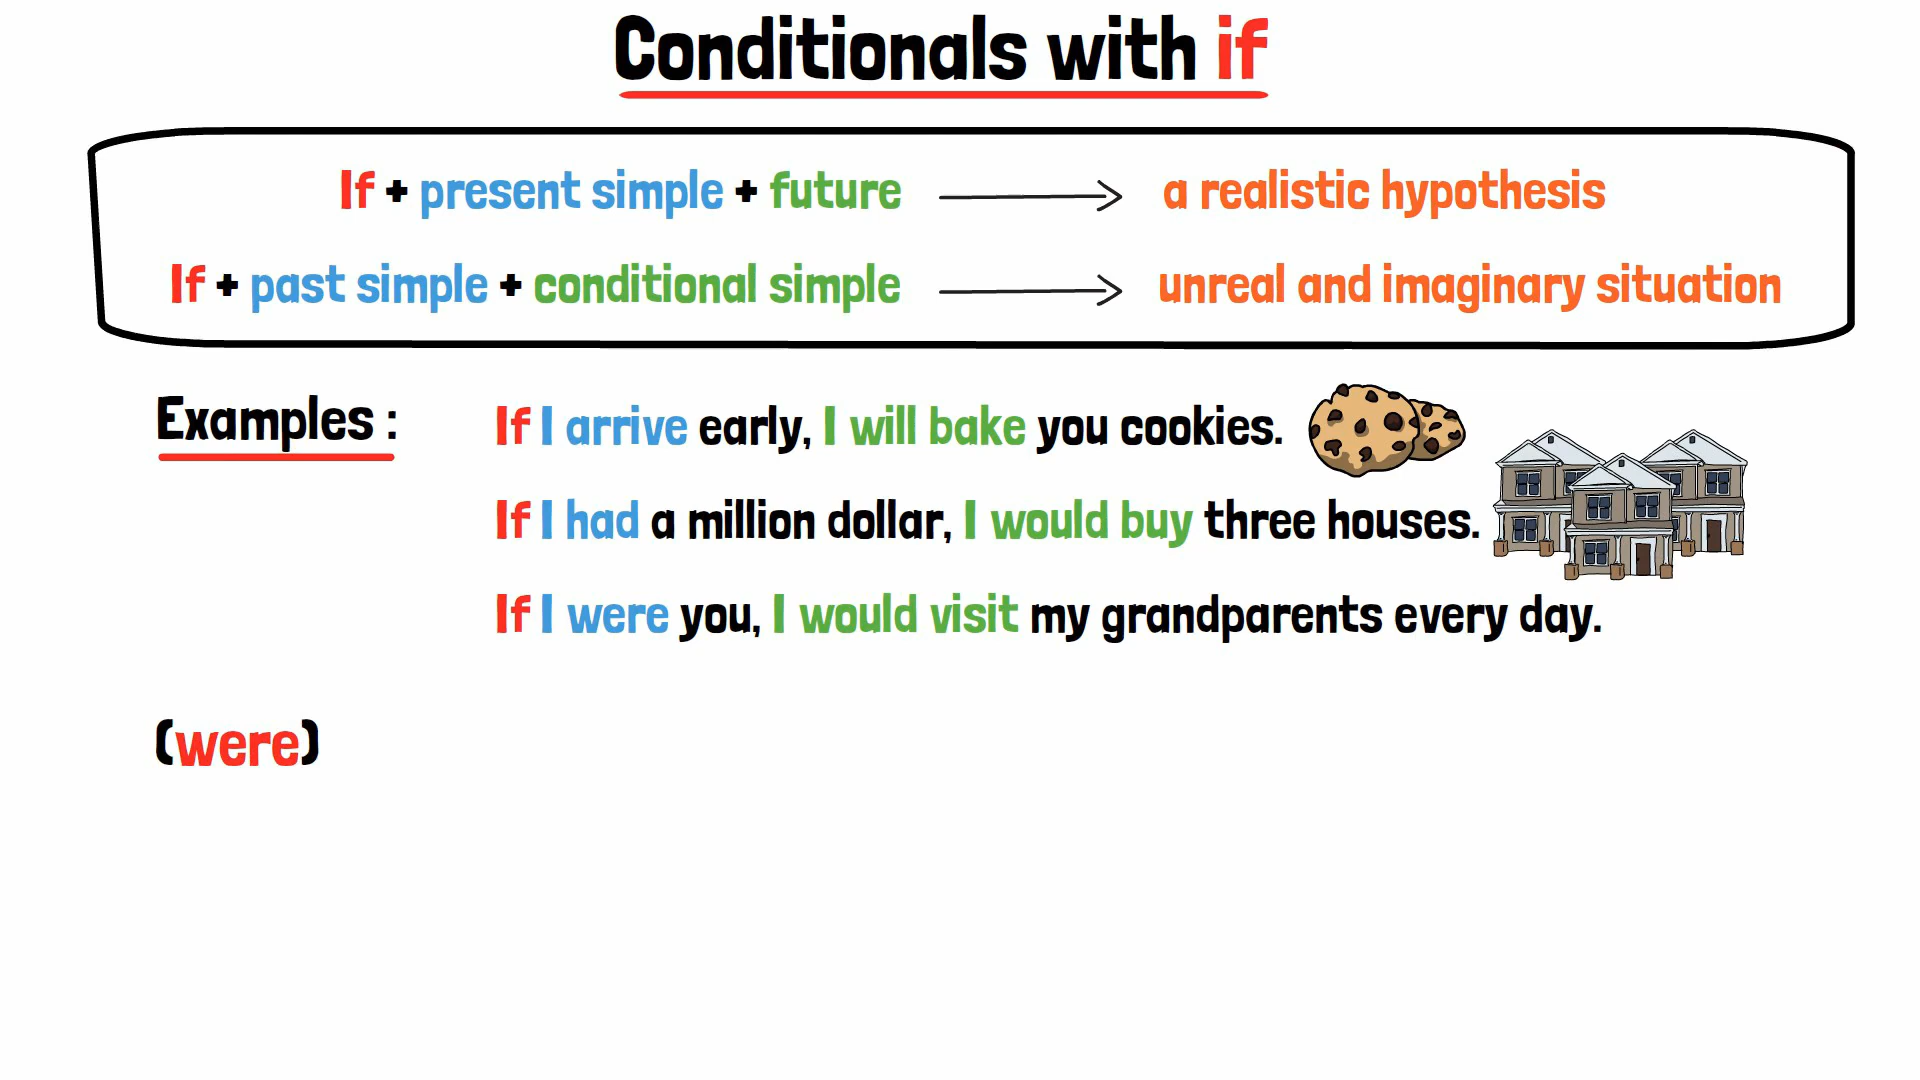 Conditionals with if
If + present simple + future → a realistic hypothesis
If + past simple + conditional simple → unreal and imaginary situation
Examples :
If I arrive early, I will bake you cookies.
If I had a million dollar, I would buy three houses.
If I were you, I would visit my grandparents every day.
(were)